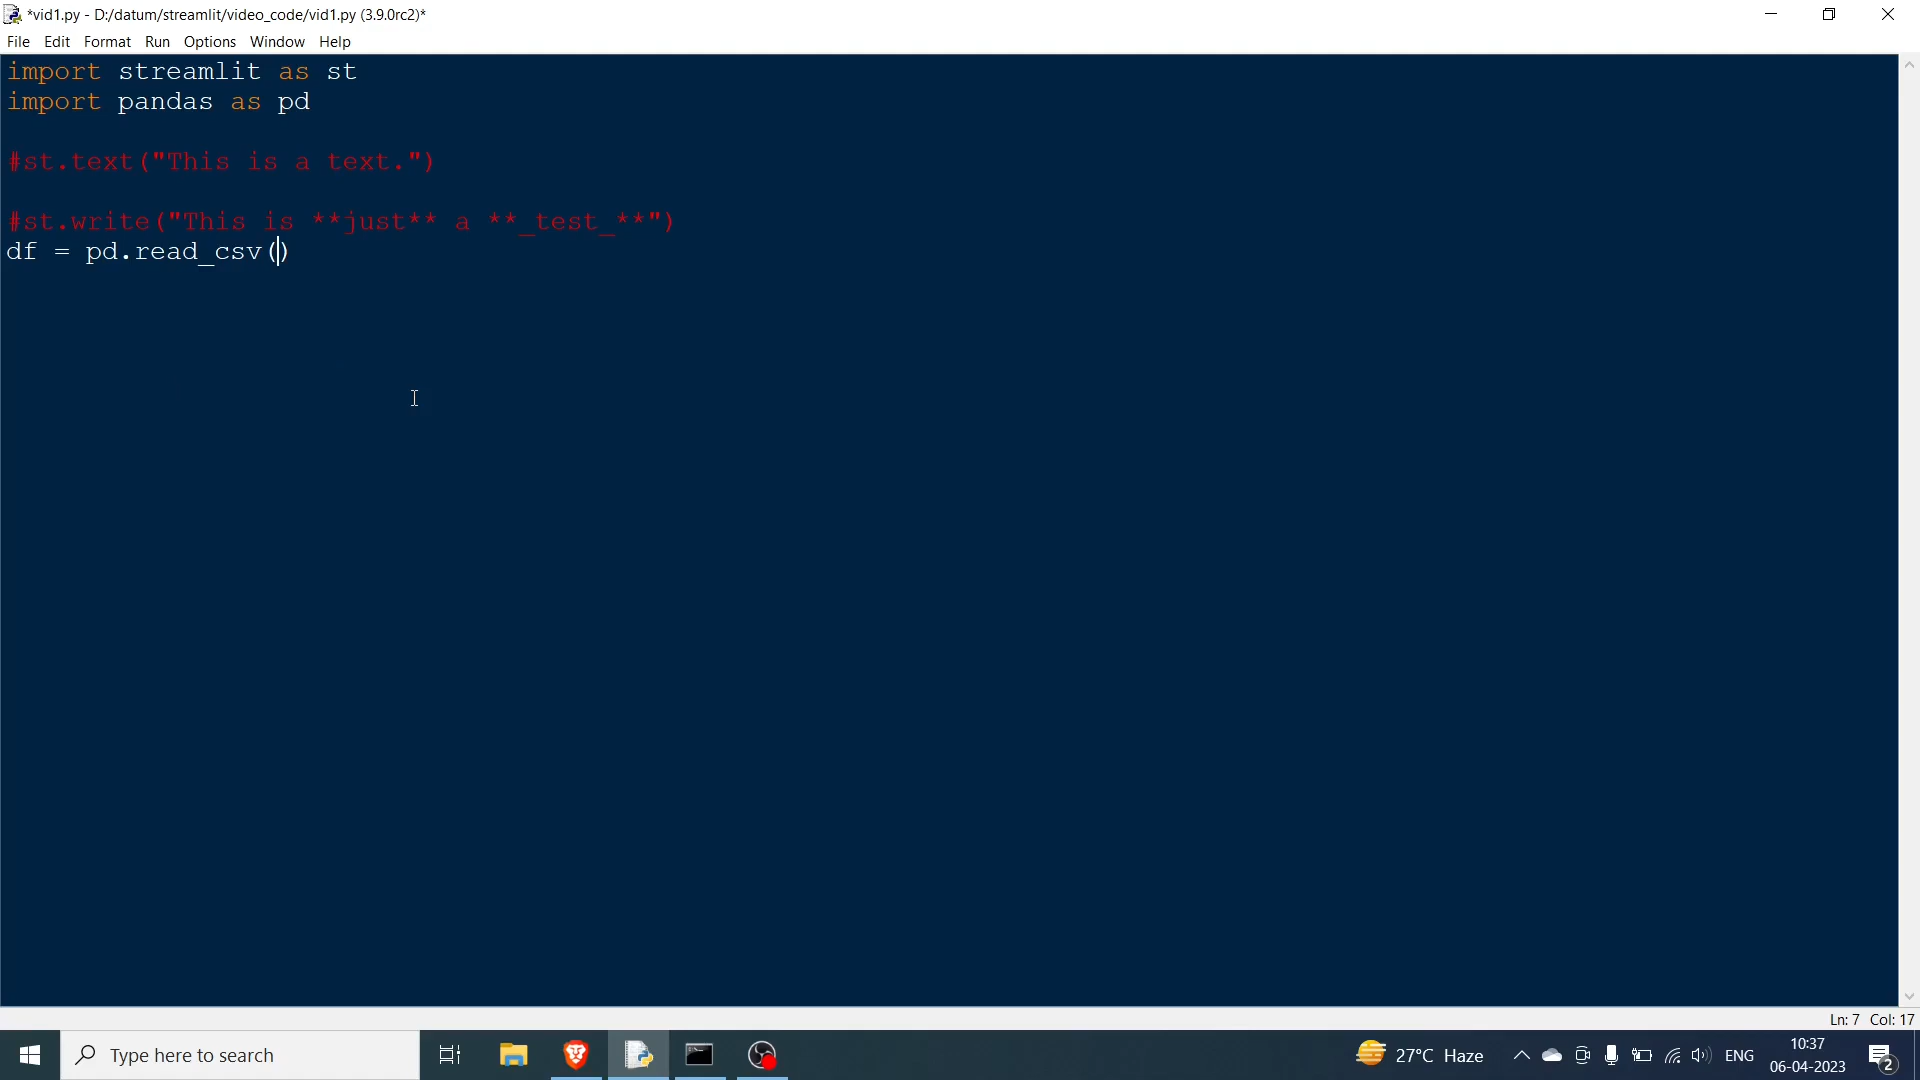 *vid1.py - D:/datum/streamlit/video_code/vid1.py (3.9.0rc2)*
File Edit Format Run Options Window Help
import streamlit as st
import pandas as pd
#st.text("This is a text.")
#st.write("This is **just** a **_test_**")
df = pd.read_csv()
Ln: 7 Col: 17
Type here to search
27°C Haze
ENG
10:37
06-04-2023
2